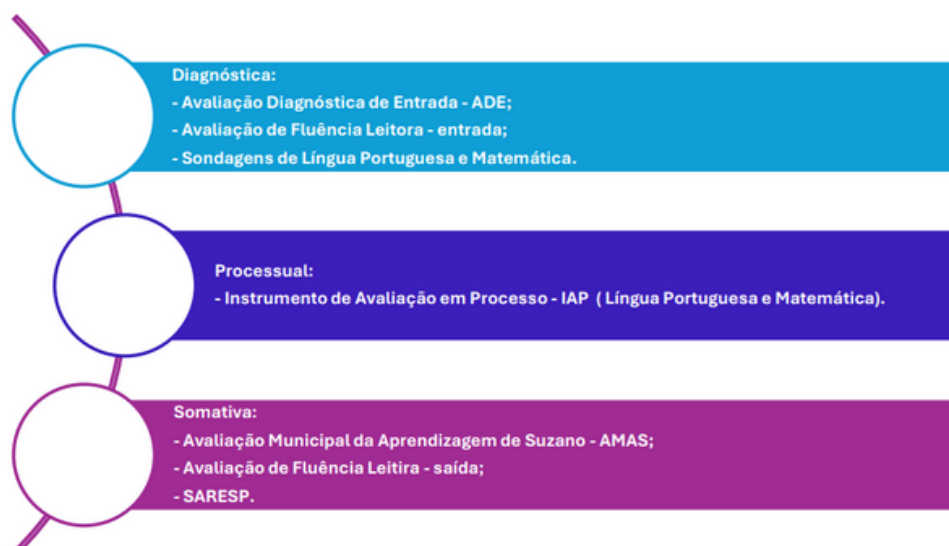 Diagnóstica:
- Avaliação Diagnóstica de Entrada - ADE;
- Avaliação de Fluência Leitora - entrada;
- Sondagens de Língua Portuguesa e Matemática.
Processual:
- Instrumento de Avaliação em Processo - IAP ( Língua Portuguesa e Matemática).
Somativa:
- Avaliação Municipal da Aprendizagem de Suzano - AMAS;
- Avaliação de Fluência Leitira - saída;
- SARESP.